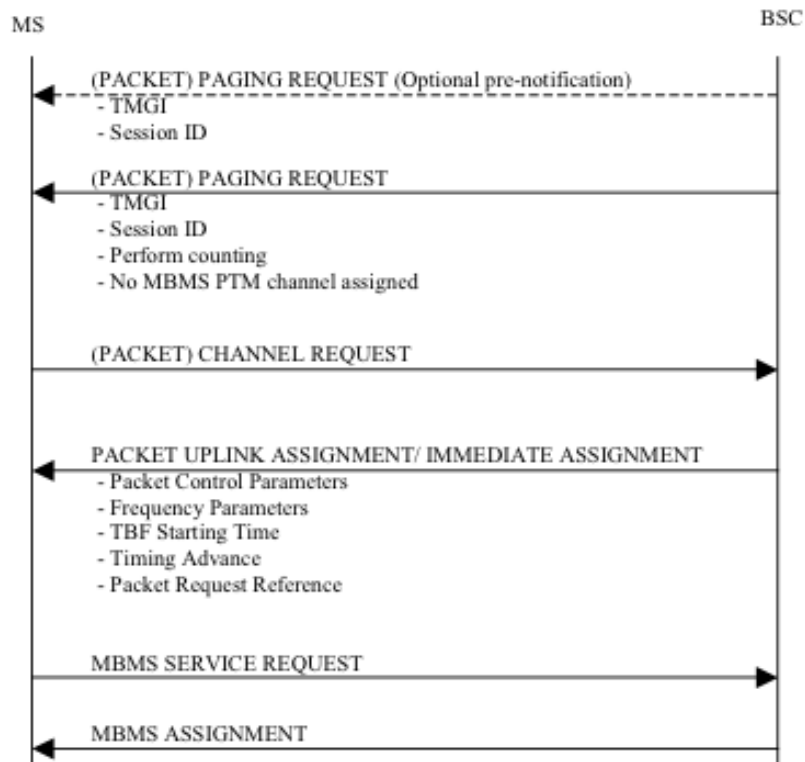 MS
BSC
(PACKET) PAGING REQUEST (Optional pre-notification)
- TMGI
- Session ID
(PACKET) PAGING REQUEST
- TMGI
- Session ID
- Perform counting
- No MBMS PTM channel assigned
(PACKET) CHANNEL REQUEST
PACKET UPLINK ASSIGNMENT/ IMMEDIATE ASSIGNMENT
- Packet Control Parameters
- Frequency Parameters
- TBF Starting Time
- Timing Advance
- Packet Request Reference
MBMS SERVICE REQUEST
MBMS ASSIGNMENT